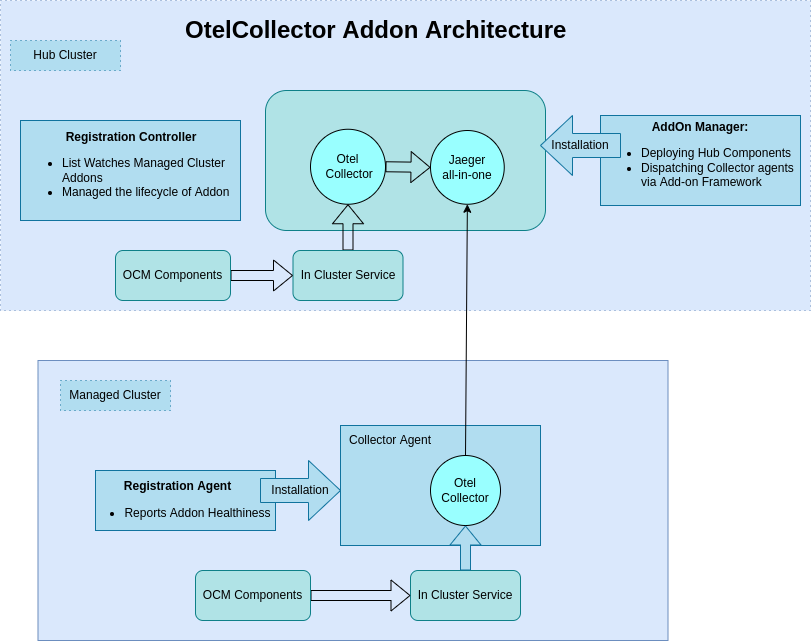 OtelCollector Addon Architecture
Hub Cluster
Registration Controller
List Watches Managed Cluster
Addons
Managed the lifecycle of Addon
Otel
Collector
Jaeger
all-in-one
Installation
AddOn Manager:
Deploying Hub Components
Dispatching Collector agents
via Add-on Framework
OCM Components
In Cluster Service
Managed Cluster
Collector Agent
Registration Agent
Reports Addon Healthiness
Installation
Otel
Collector
OCM Components
In Cluster Service